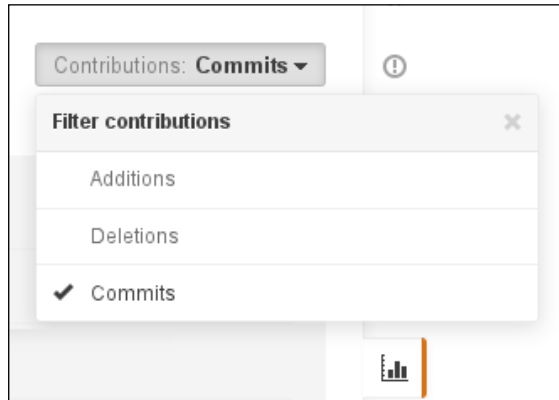 Contributions: Commits
Filter contributions
Additions
Deletions
Commits